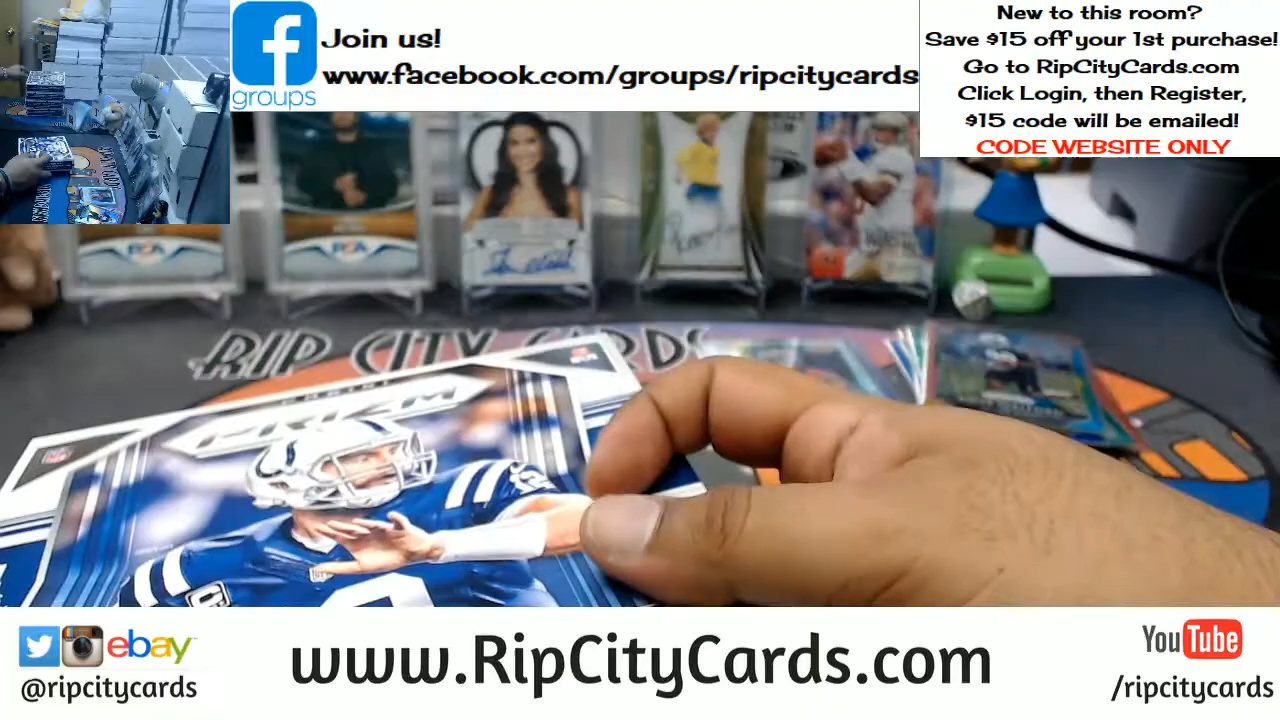 groups
Join us!
www.facebook.com/groups/ripcitycards
New to this room?
Save $15 off your 1st purchase!
Go to RipCityCards.com
Click Login, then Register,
$15 code will be emailed!
CODE WEBSITE ONLY
RIP CITY CARDS
PANINI
PRIZM
ebay
@ripcitycards
www.RipCityCards.com
YouTube
/ripcitycards